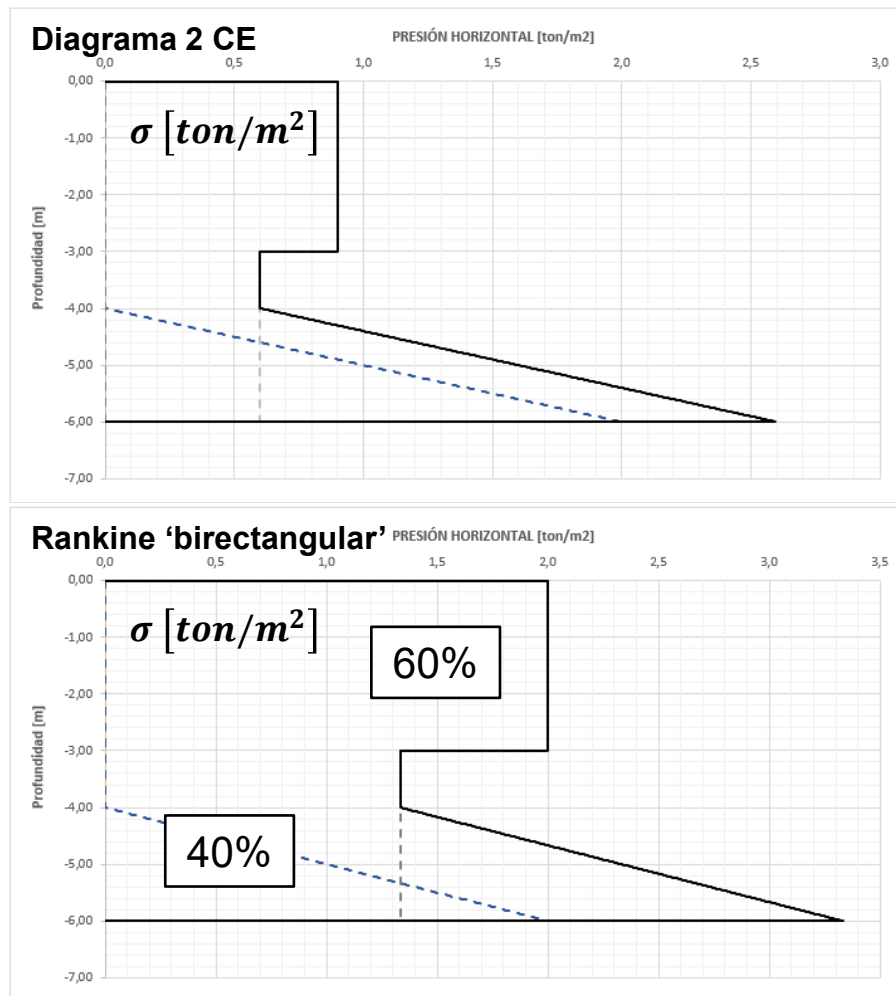 Diagrama 2 CE
PRESIÓN HORIZONTAL [ton/m2]
0,0 0,5 1,0 1,5 2,0 2,5 3,0
0,00
σ [ton/m²]
-1,00
-2,00
-3,00
Profundidad [m]
-4,00
-5,00
-6,00
-7,00
Rankine ‘birectangular’
PRESIÓN HORIZONTAL [ton/m2]
0,0 0,5 1,0 1,5 2,0 2,5 3,0 3,5
0,00
σ [ton/m²]
-1,00
60%
-2,00
-3,00
Profundidad [m]
-4,00
40%
-5,00
-6,00
-7,00